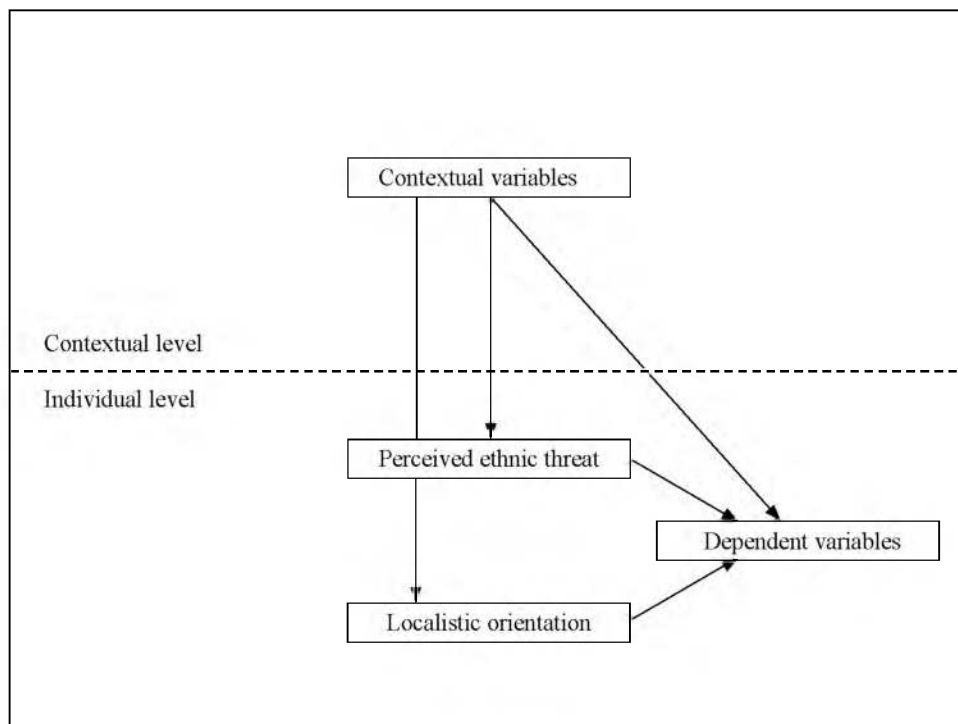 Contextual variables
Contextual level
Individual level
Perceived ethnic threat
Dependent variables
Localistic orientation